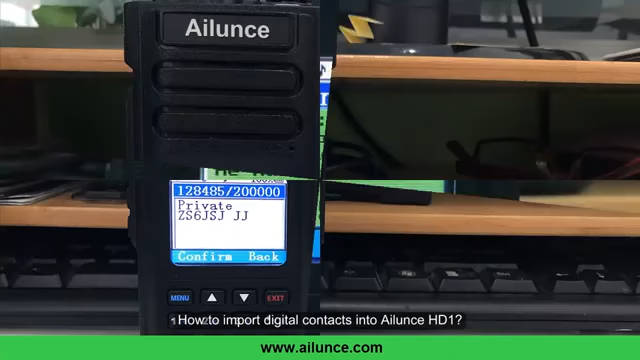 Ailunce
128485/200000
Private
ZS6JSJ JJ
Confirm Back
MENU
EXIT
How to import digital contacts into Ailunce HD1?
www.ailunce.com